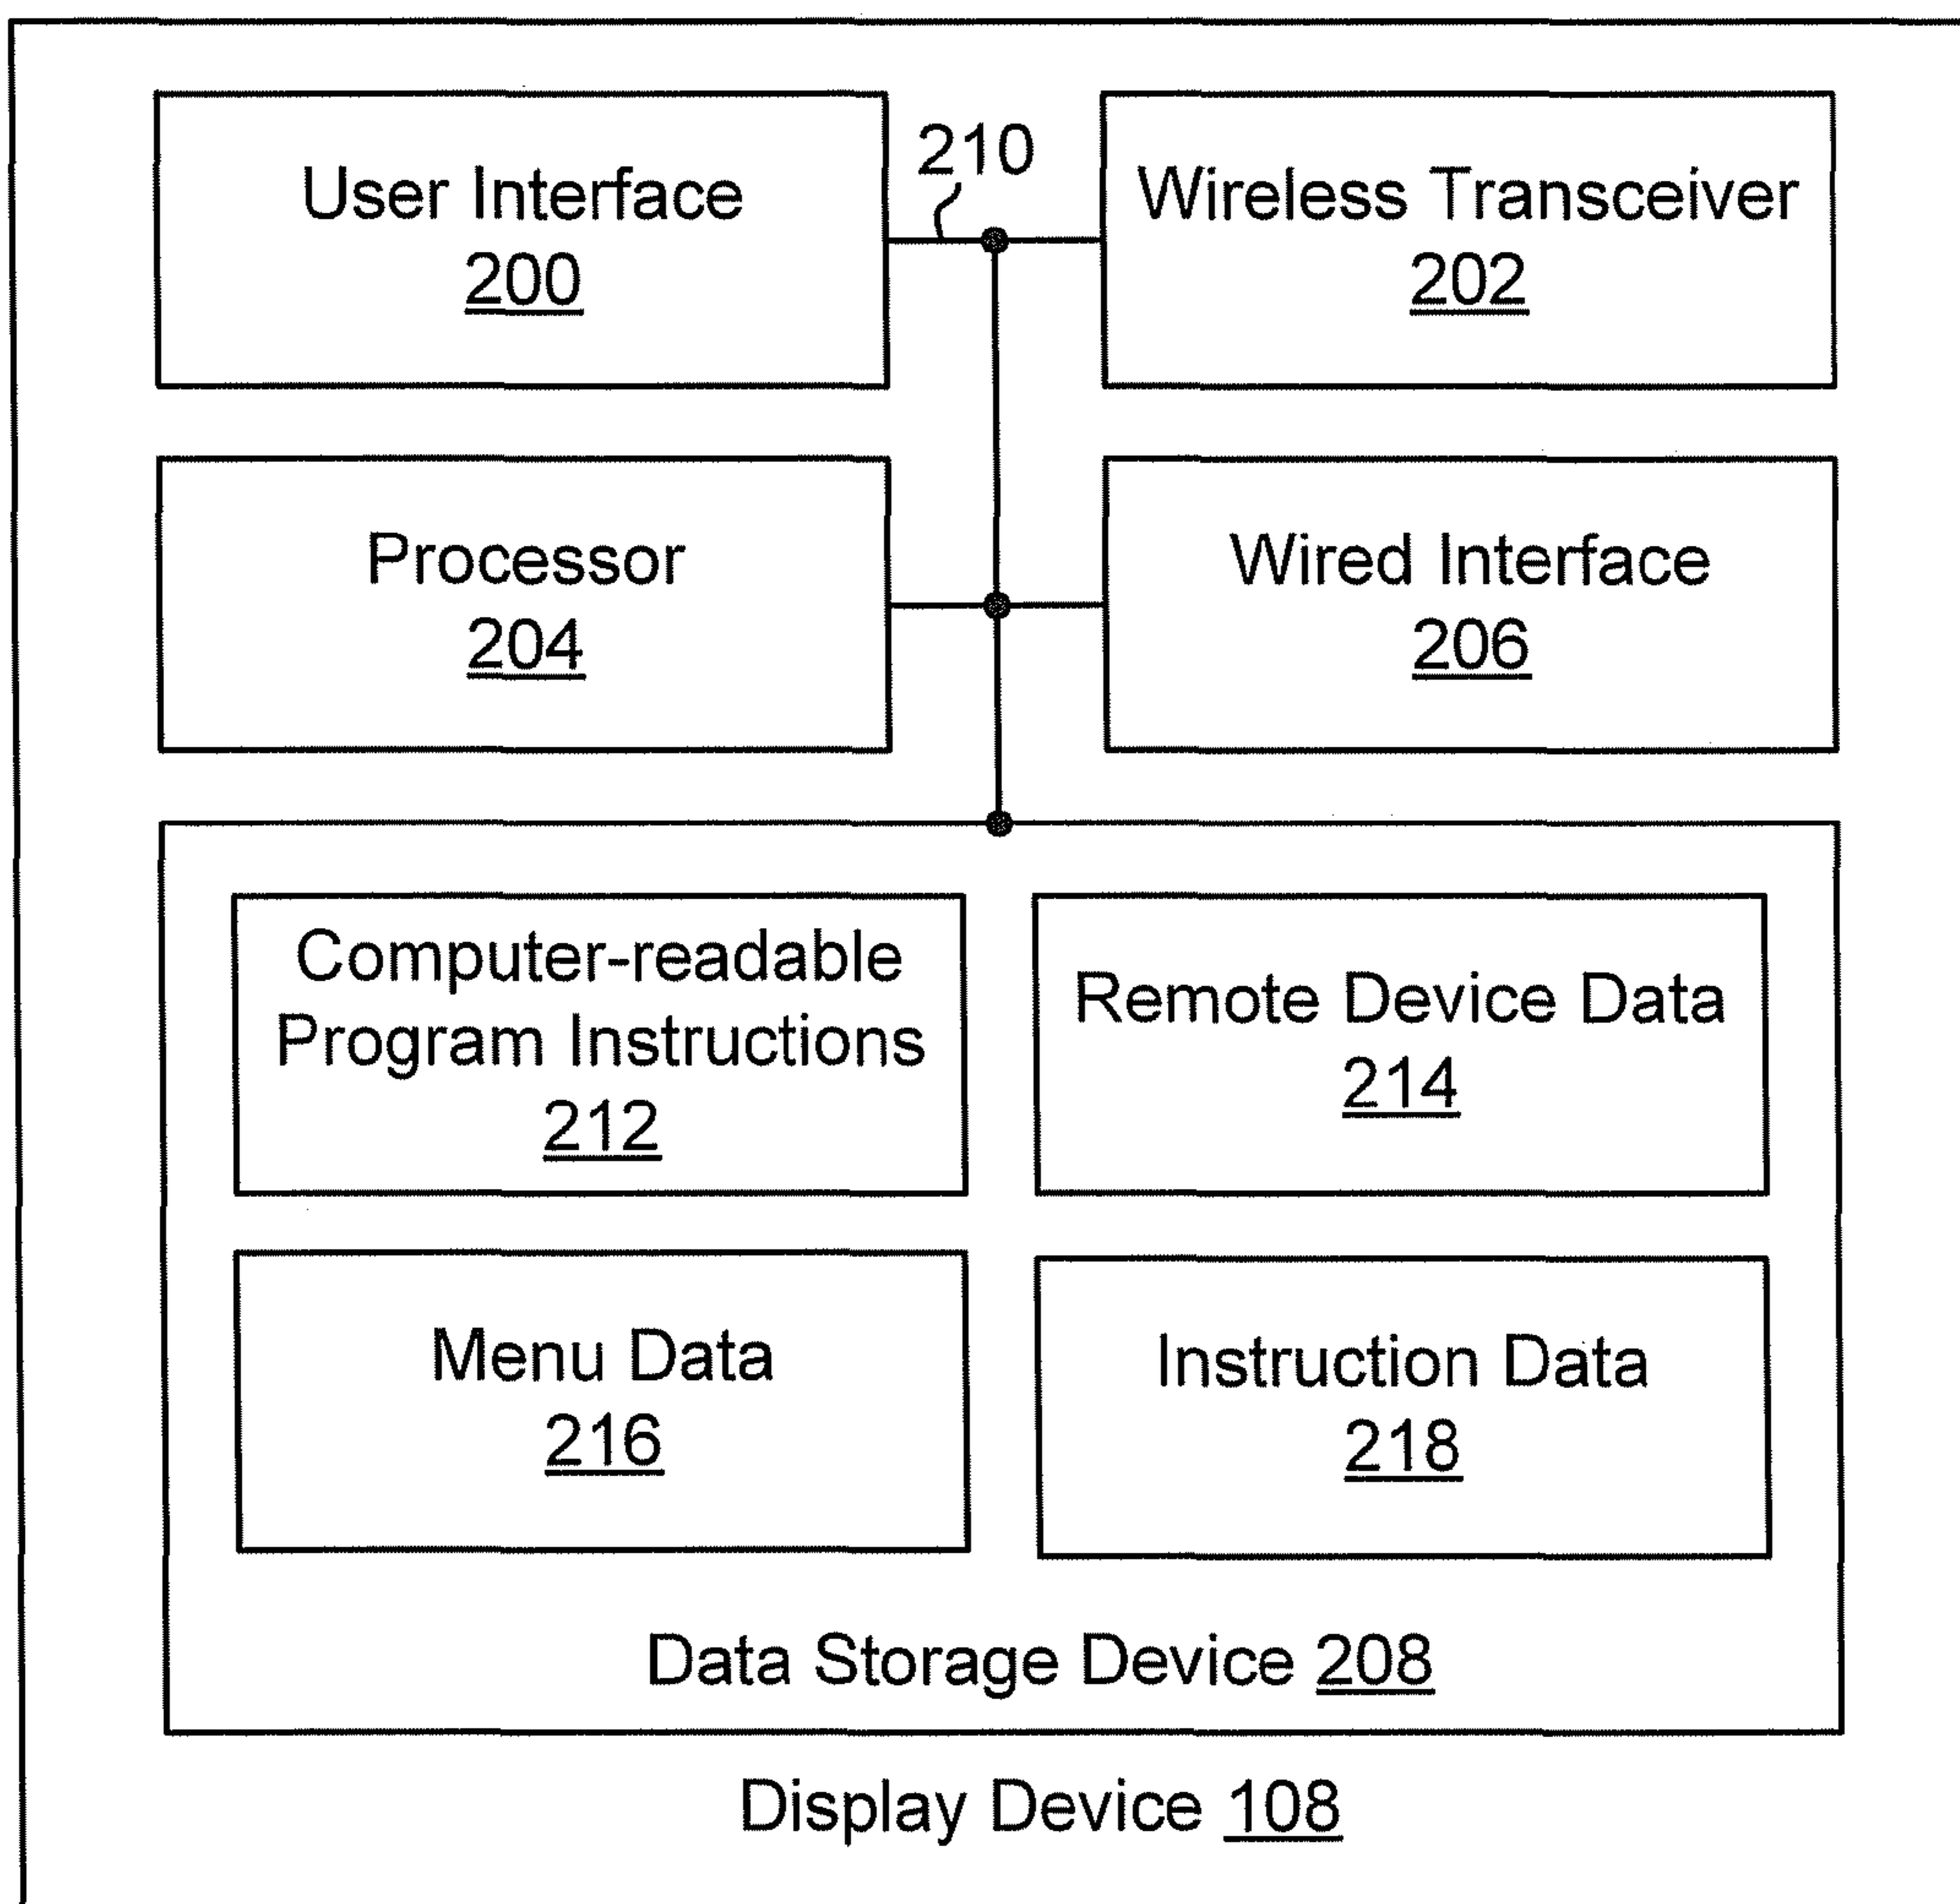 User Interface
200
210
Wireless Transceiver
202
Processor
204
Wired Interface
206
Computer-readable
Program Instructions
212
Remote Device Data
214
Menu Data
216
Instruction Data
218
Data Storage Device 208
Display Device 108